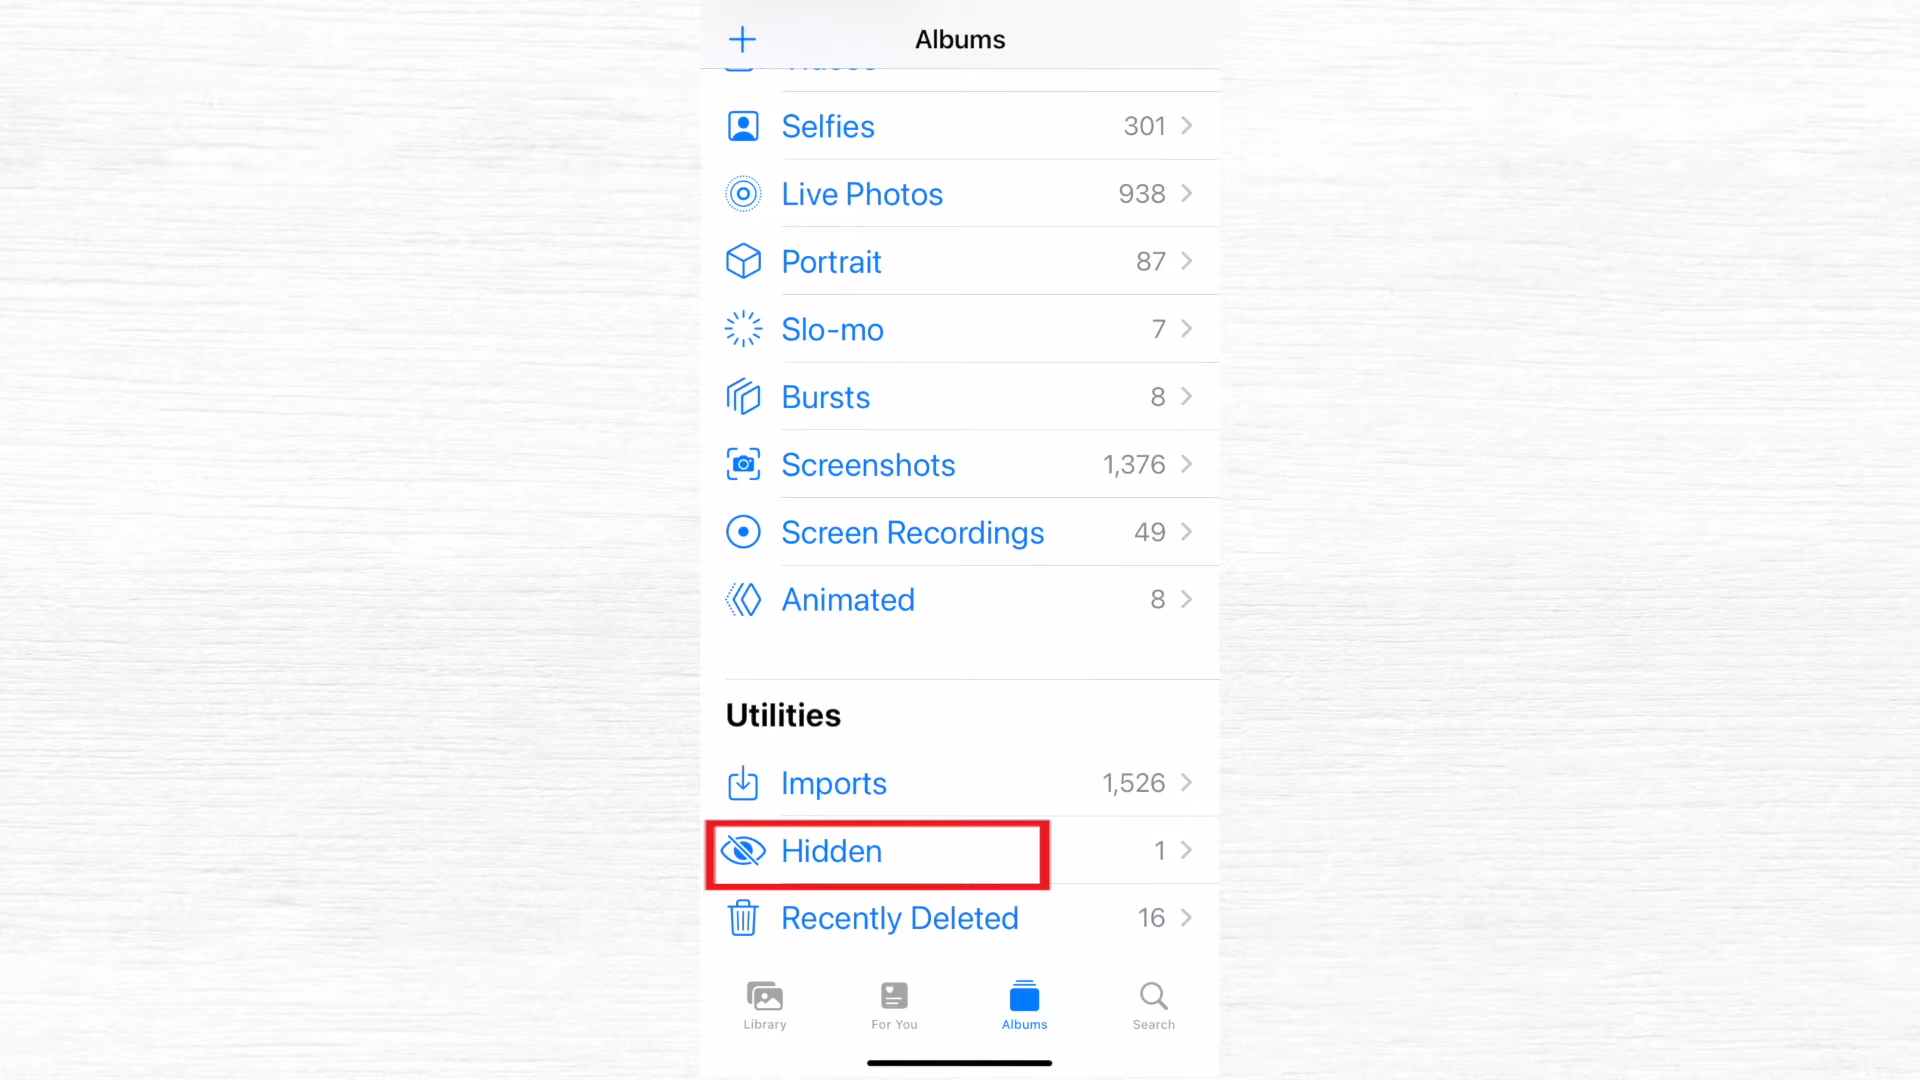 Albums
Selfies 301
Live Photos 938
Portrait 87
Slo-mo 7
Bursts 8
Screenshots 1,376
Screen Recordings 49
Animated 8
Utilities
Imports 1,526
Hidden 1
Recently Deleted 16
Library For You Albums Search